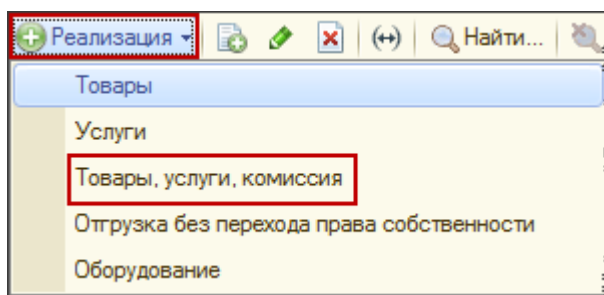 Реализация Найти...
Товары
Услуги
Товары, услуги, комиссия
Отгрузка без перехода права собственности
Оборудование